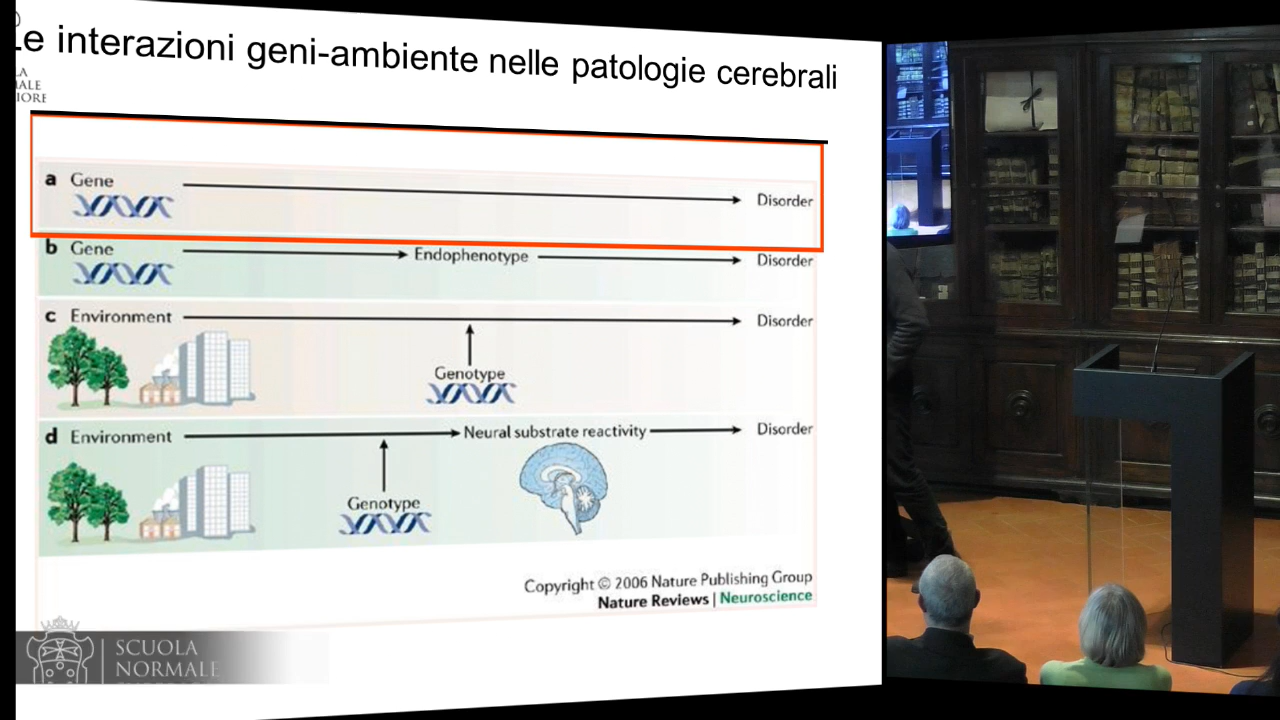 Le interazioni geni-ambiente nelle patologie cerebrali
a Gene
Disorder
b Gene
Endophenotype
Disorder
c Environment
Disorder
Genotype
d Environment
Neural substrate reactivity
Disorder
Genotype
Copyright © 2006 Nature Publishing Group
Nature Reviews | Neuroscience
SCUOLA
NORMALE